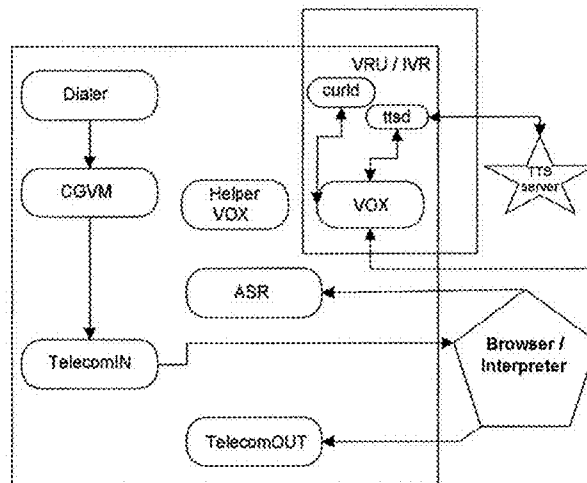 VRU / IVR
Dialer
curld
ttsd
CGVM
Helper
VOX
VOX
TTS
server
ASR
TelecomIN
Browser /
Interpreter
TelecomOUT